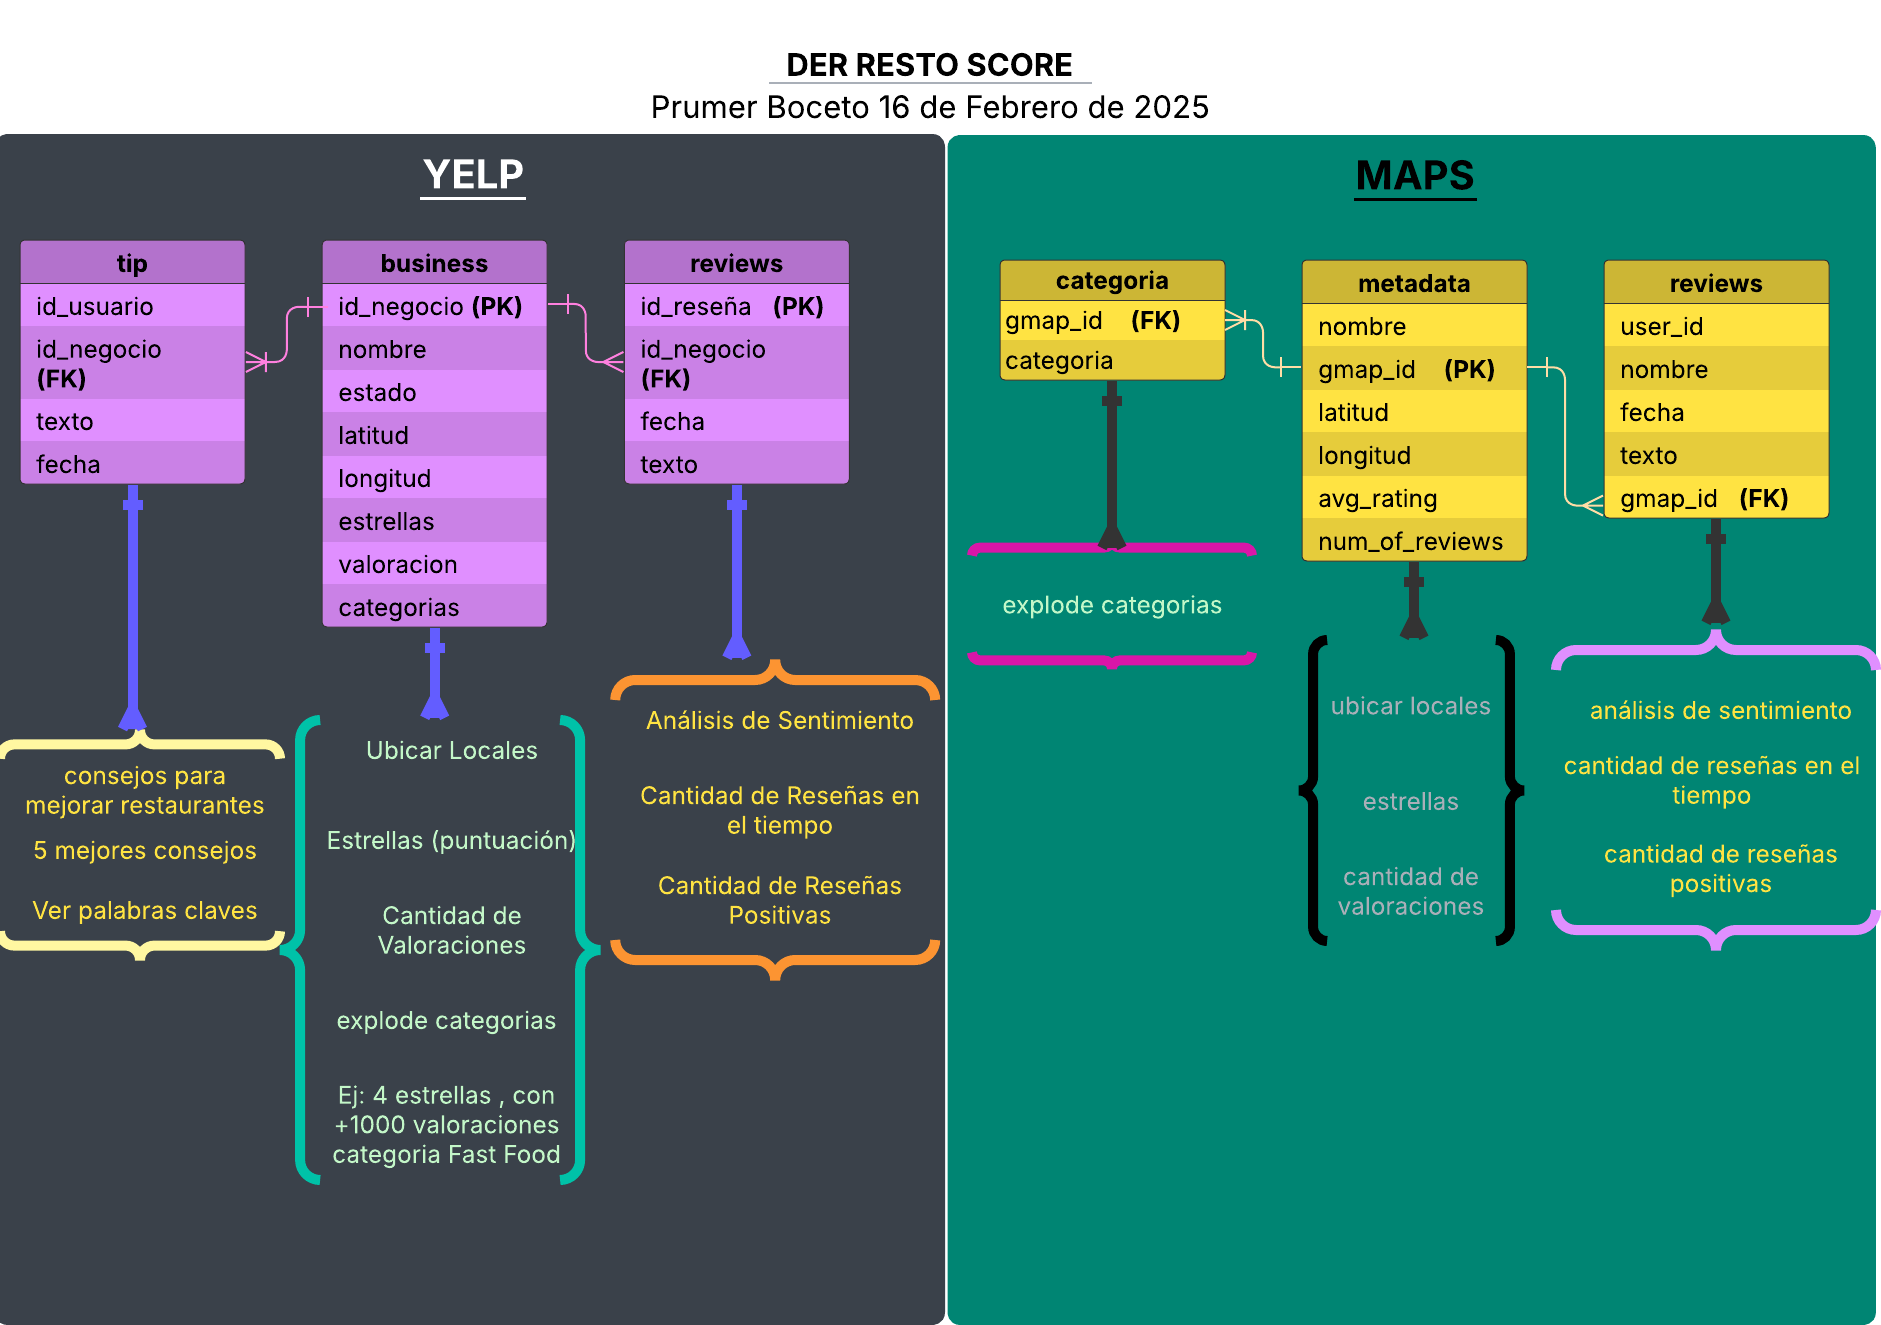 DER RESTO SCORE
Prumer Boceto 16 de Febrero de 2025
YELP
tip
id_usuario
id_negocio
(FK)
texto
fecha
business
id_negocio (PK)
nombre
estado
latitud
longitud
estrellas
valoracion
categorias
reviews
id_reseña (PK)
id_negocio
(FK)
fecha
texto
consejos para
mejorar restaurantes
5 mejores consejos
Ver palabras claves
Ubicar Locales
Estrellas (puntuación)
Cantidad de
Valoraciones
explode categorias
Ej: 4 estrellas , con
+1000 valoraciones
categoria Fast Food
Análisis de Sentimiento
Cantidad de Reseñas en
el tiempo
Cantidad de Reseñas
Positivas
MAPS
categoria
gmap_id (FK)
categoria
metadata
nombre
gmap_id (PK)
latitud
longitud
avg_rating
num_of_reviews
reviews
user_id
nombre
fecha
texto
gmap_id (FK)
explode categorias
ubicar locales
estrellas
cantidad de
valoraciones
análisis de sentimiento
cantidad de reseñas en el
tiempo
cantidad de reseñas
positivas